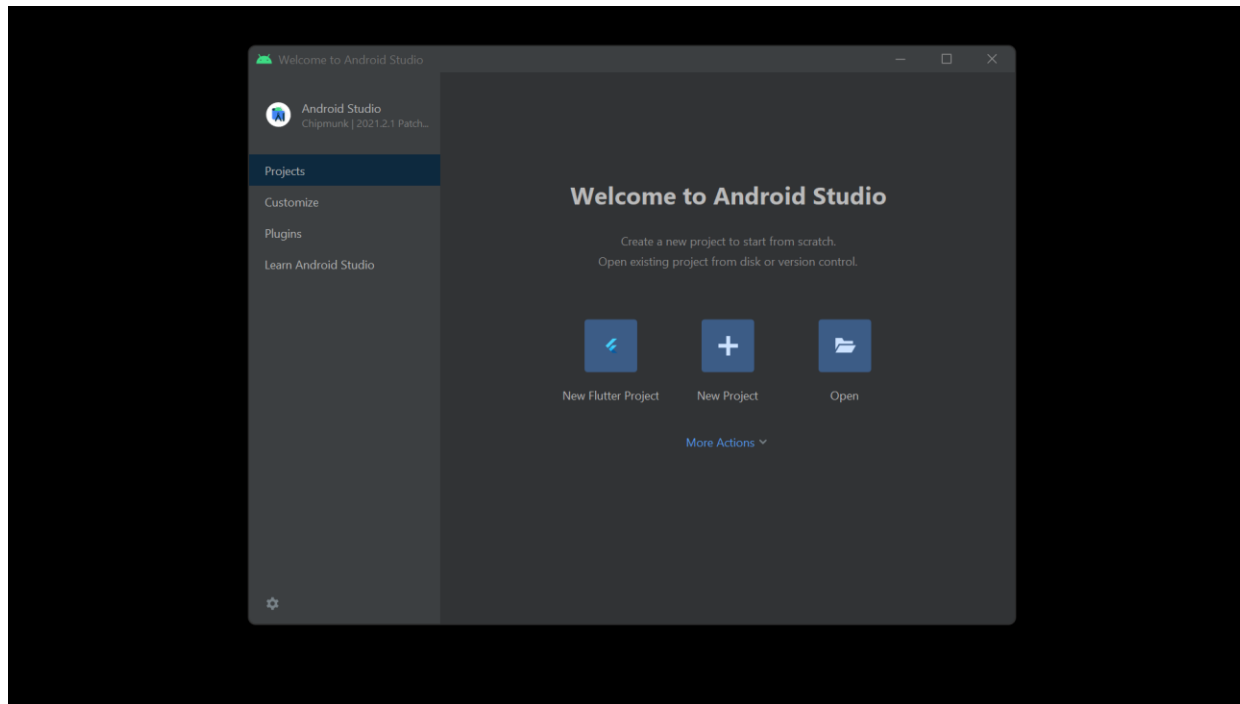 Welcome to Android Studio
Android Studio
Chipmunk | 2021.2.1 Patch...
Projects
Customize
Plugins
Learn Android Studio
Welcome to Android Studio
Create a new project to start from scratch.
Open existing project from disk or version control.
New Flutter Project
New Project
Open
More Actions